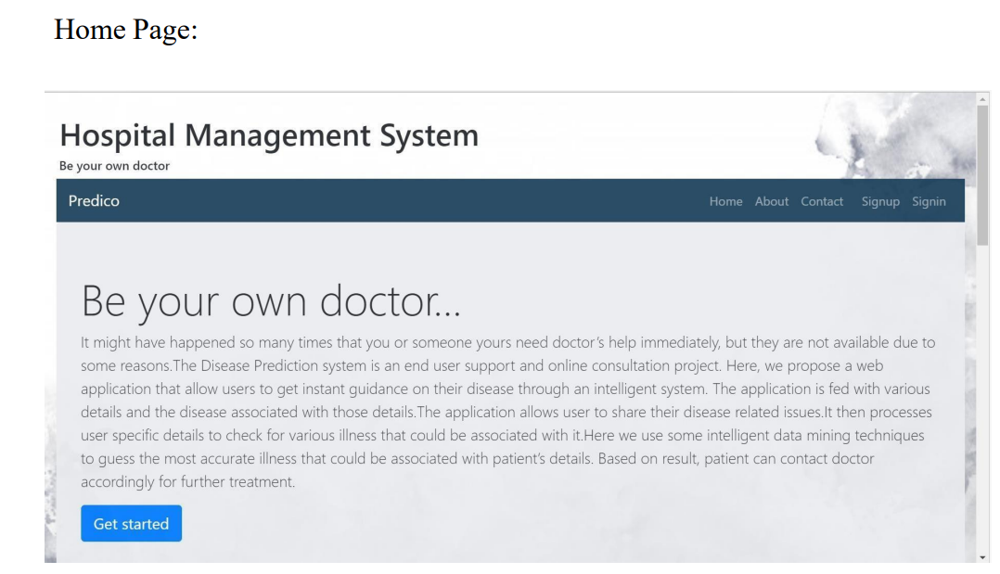 Home Page:
Hospital Management System
Be your own doctor
Predico Home About Contact Signup Signin
Be your own doctor...
It might have happened so many times that you or someone yours need doctor's help immediately, but they are not available due to
some reasons.The Disease Prediction system is an end user support and online consultation project. Here, we propose a web
application that allow users to get instant guidance on their disease through an intelligent system. The application is fed with various
details and the disease associated with those details.The application allows user to share their disease related issues.It then processes
user specific details to check for various illness that could be associated with it.Here we use some intelligent data mining techniques
to guess the most accurate illness that could be associated with patient's details. Based on result, patient can contact doctor
accordingly for further treatment.
Get started